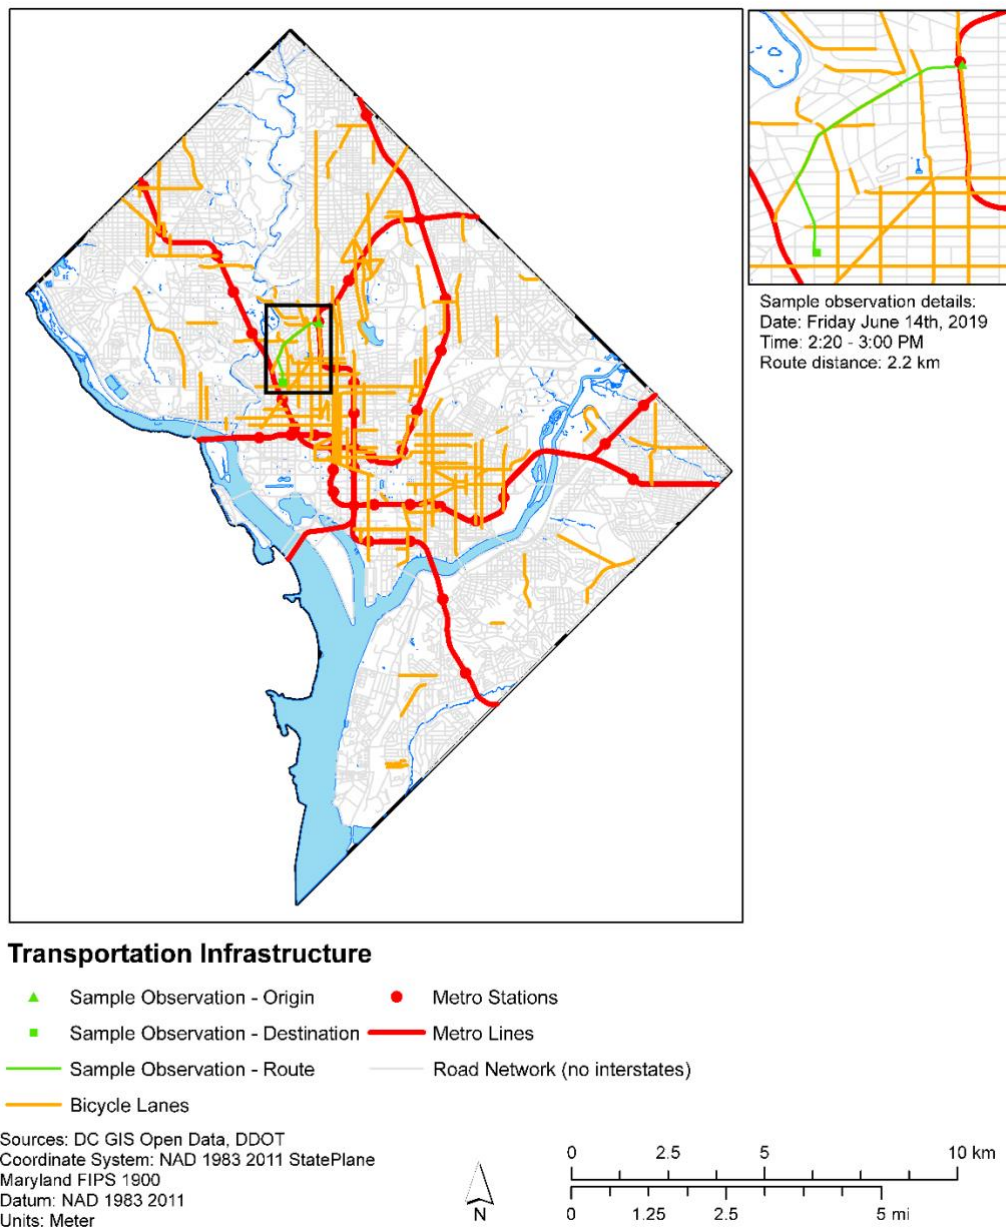 Sample observation details:
Date: Friday June 14th, 2019
Time: 2:20 - 3:00 PM
Route distance: 2.2 km
Transportation Infrastructure
Sample Observation - Origin
Metro Stations
Sample Observation - Destination
Metro Lines
Sample Observation - Route
Road Network (no interstates)
Bicycle Lanes
Sources: DC GIS Open Data, DDOT
Coordinate System: NAD 1983 2011 StatePlane
Maryland FIPS 1900
Datum: NAD 1983 2011
Units: Meter
N
0 2.5 5 10 km
0 1.25 2.5 5 mi